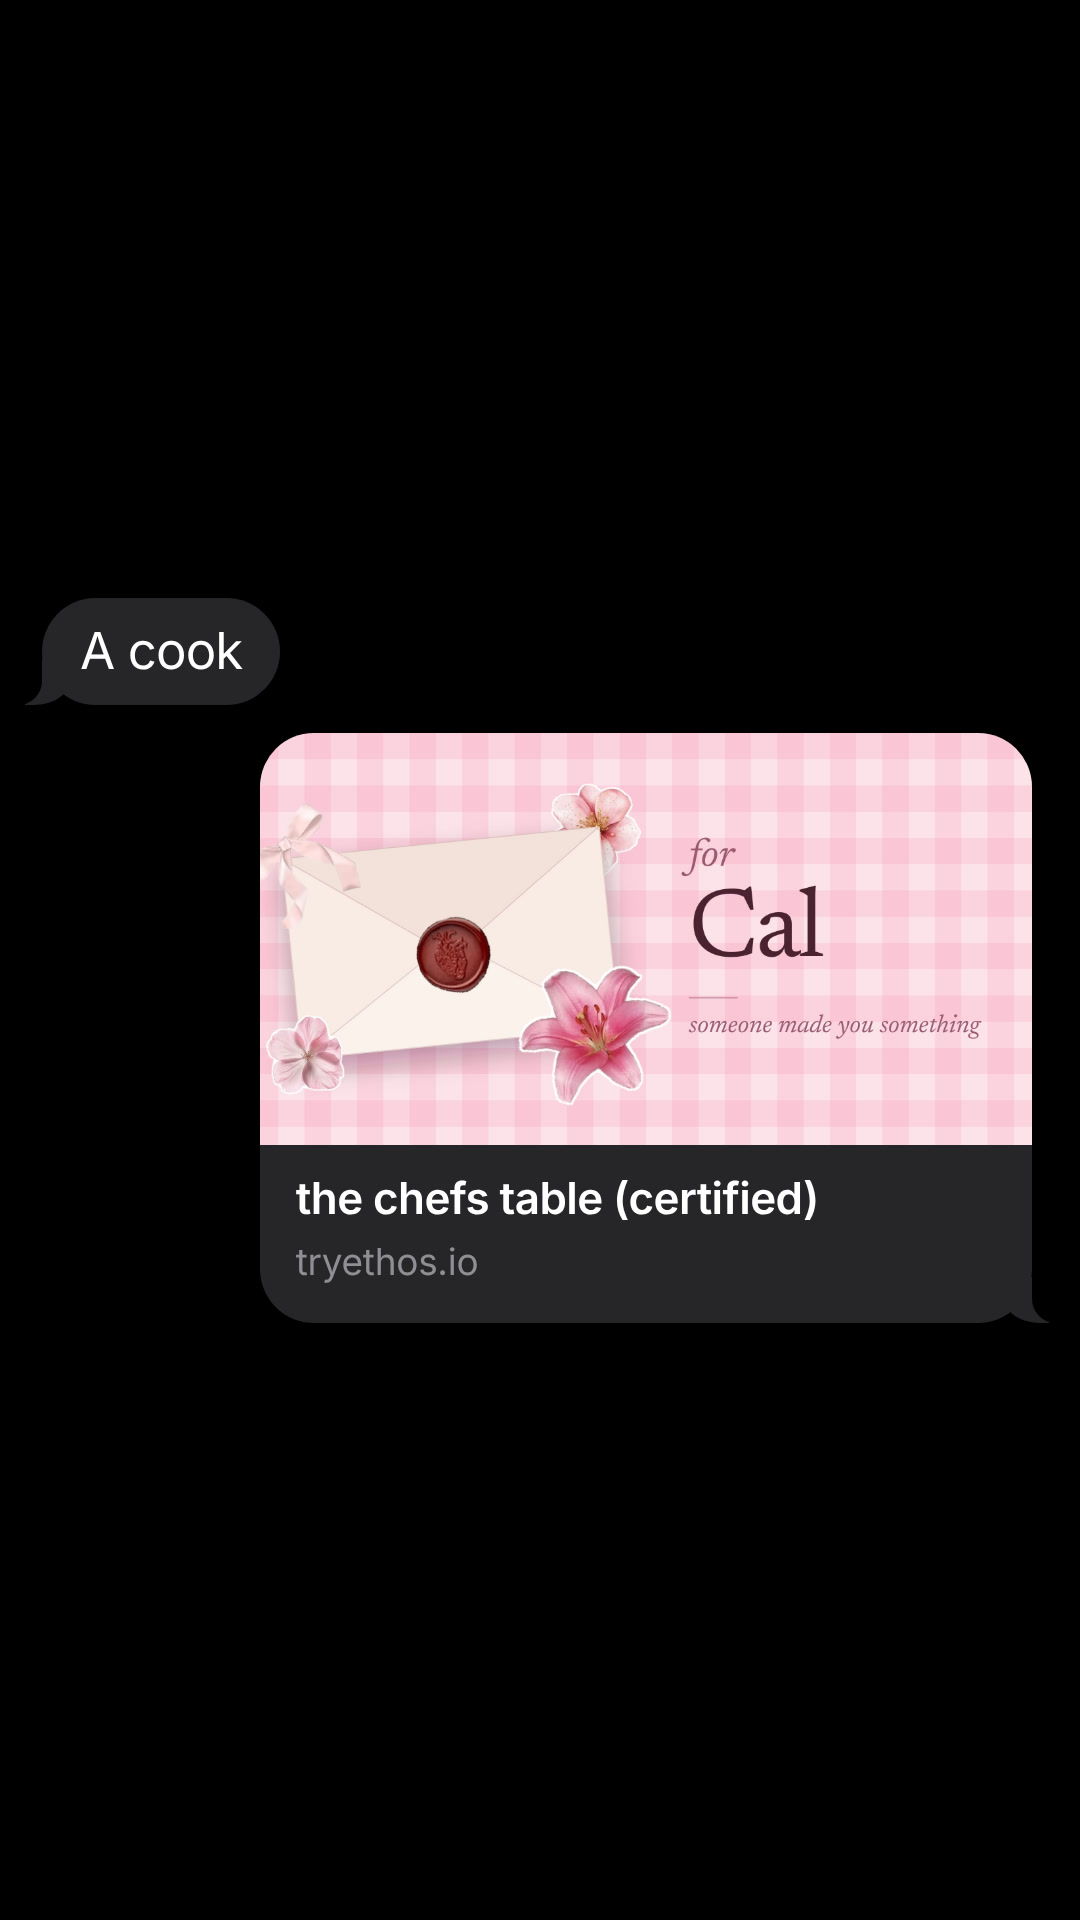 A cook
for
Cal
someone made you something
the chefs table (certified)
tryethos.io